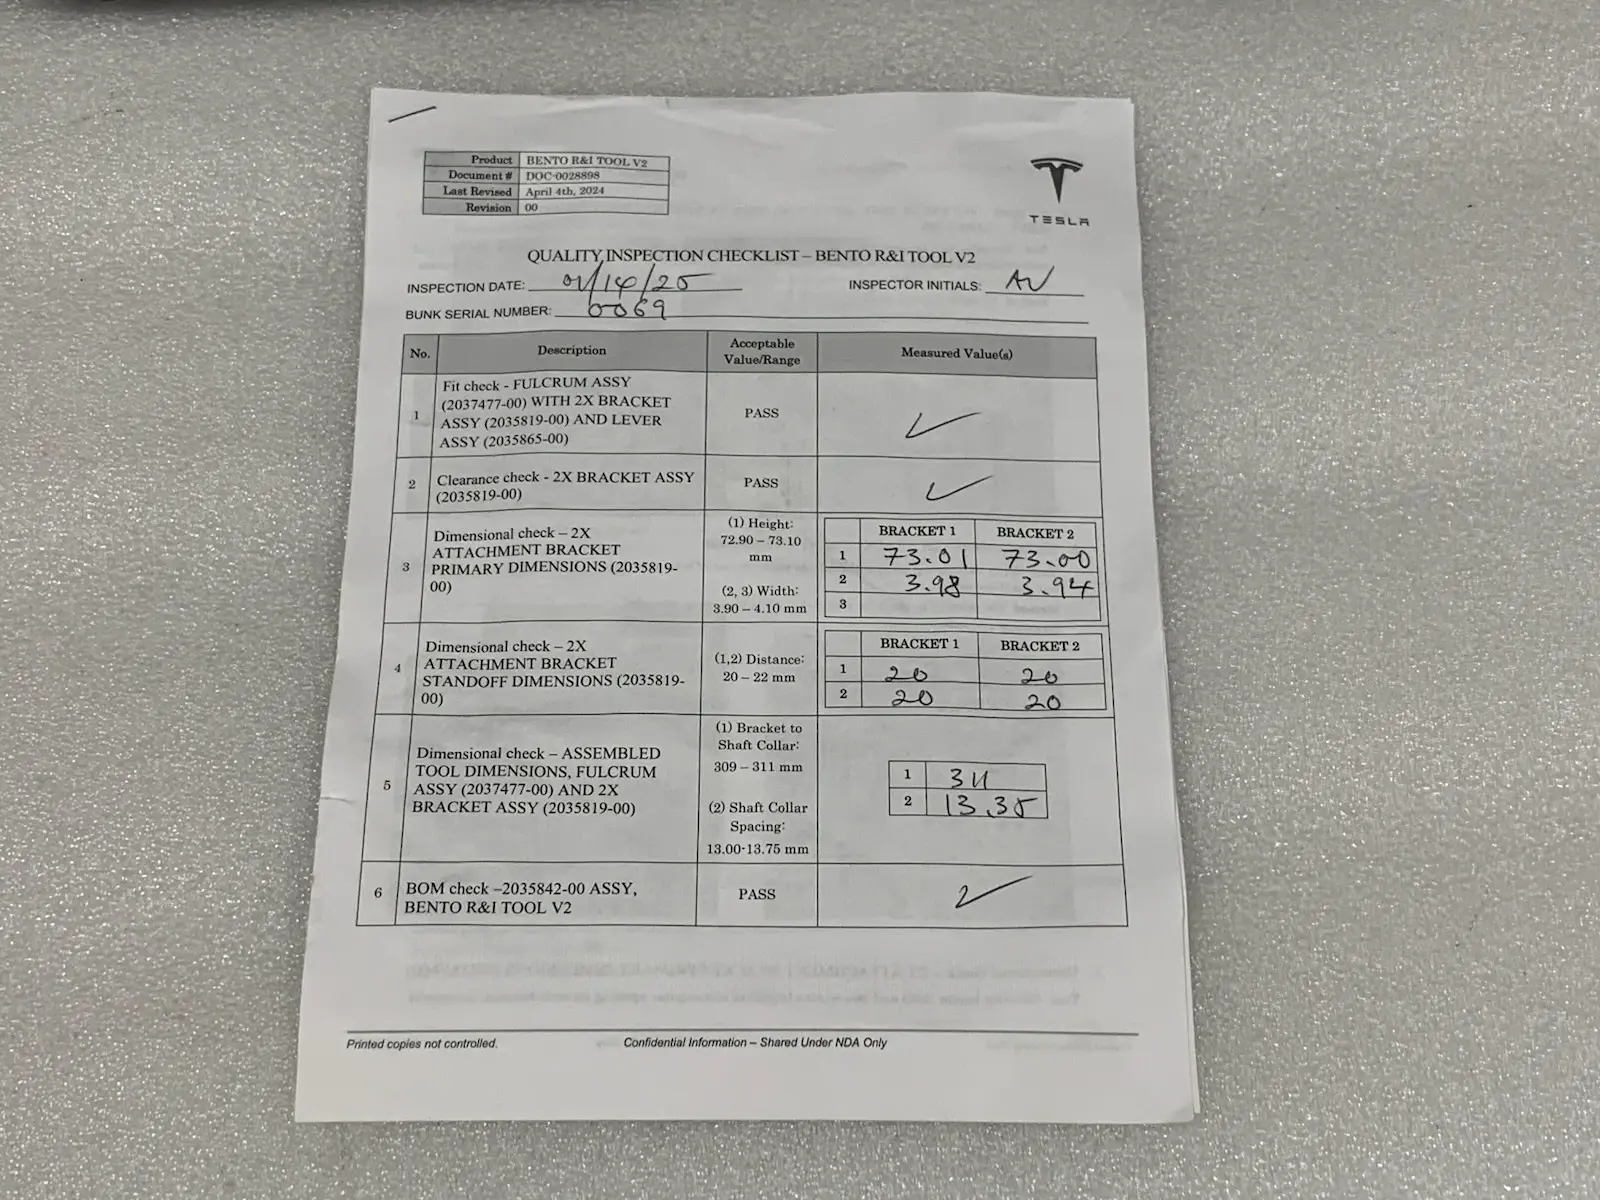 Product BENTO R&I TOOL V2
Document # DOC-0028898
Last Revised April 4th, 2024
Revision 00
TESLA
QUALITY INSPECTION CHECKLIST – BENTO R&I TOOL V2
INSPECTION DATE: 01/14/25 INSPECTOR INITIALS: AV
BUNK SERIAL NUMBER: 0069
No. Description Acceptable Value/Range Measured Value(s)
1 Fit check - FULCRUM ASSY
(2037477-00) WITH 2X BRACKET
ASSY (2035819-00) AND LEVER
ASSY (2035865-00)
PASS ✓
2 Clearance check - 2X BRACKET ASSY
(2035819-00)
PASS ✓
3 Dimensional check – 2X
ATTACHMENT BRACKET
PRIMARY DIMENSIONS (2035819-
00)
(1) Height:
72.90 – 73.10
mm
(2, 3) Width:
3.90 – 4.10 mm
BRACKET 1 BRACKET 2
1 73.01 73.00
2 3.98 3.94
3
4 Dimensional check – 2X
ATTACHMENT BRACKET
STANDOFF DIMENSIONS (2035819-
00)
(1,2) Distance:
20 – 22 mm
BRACKET 1 BRACKET 2
1 20 20
2 20 20
5 Dimensional check – ASSEMBLED
TOOL DIMENSIONS, FULCRUM
ASSY (2037477-00) AND 2X
BRACKET ASSY (2035819-00)
(1) Bracket to
Shaft Collar:
309 – 311 mm
(2) Shaft Collar
Spacing:
13.00-13.75 mm
1 311
2 13.35
6 BOM check –2035842-00 ASSY,
BENTO R&I TOOL V2
PASS ✓
Printed copies not controlled. Confidential Information – Shared Under NDA Only